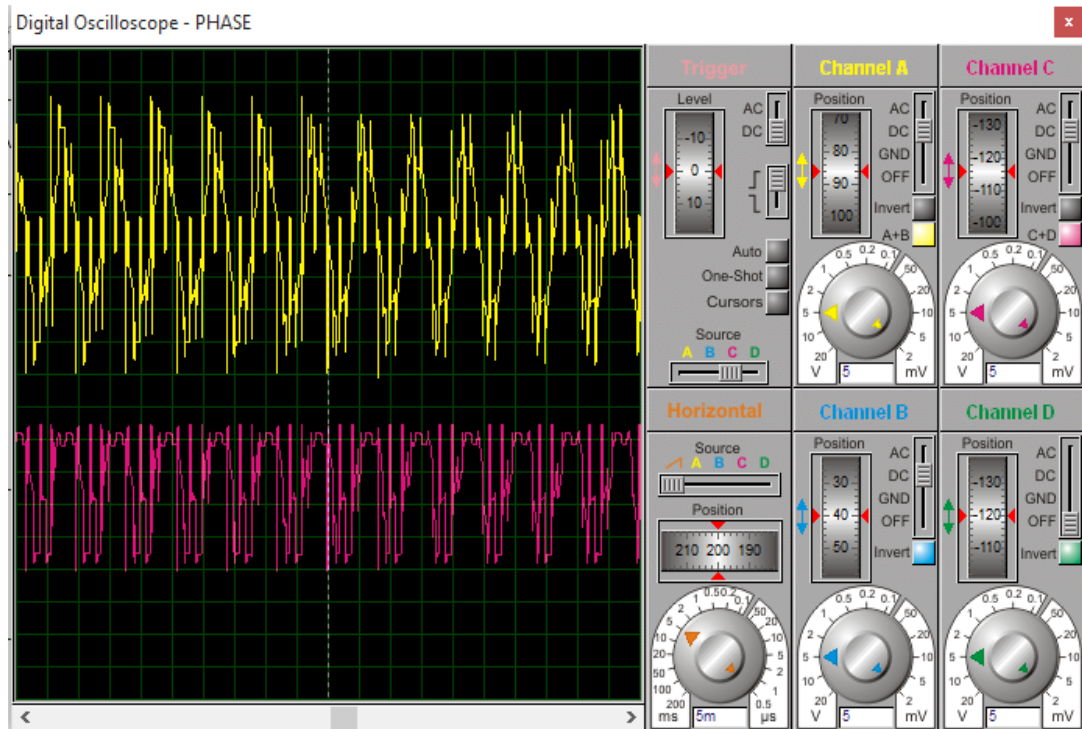 Digital Oscilloscope - PHASE
x
Trigger
Level
AC
DC
-10
0
10
Auto
One-Shot
Cursors
Source
A B C D
Channel A
Position
AC
DC
GND
OFF
70
80
90
100
Invert
A+B
0.2
0.5 0.1
1 50
2 20
5 10
10 5
20 2
V 5 mV
Channel C
Position
AC
DC
GND
OFF
-130
-120
-110
-100
Invert
C+D
0.2
0.5 0.1
1 50
2 20
5 10
10 5
20 2
V 5 mV
Horizontal
Source
A B C D
Position
210 200 190
0.5 0.2
1 0.1
2 50
5 20
10 10
20 5
50 2
100 1
200 0.5
ms 5m µs
Channel B
Position
AC
DC
GND
OFF
30
40
50
Invert
0.2
0.5 0.1
1 50
2 20
5 10
10 5
20 2
V 5 mV
Channel D
Position
AC
DC
GND
OFF
-130
-120
-110
Invert
0.2
0.5 0.1
1 50
2 20
5 10
10 5
20 2
V 5 mV